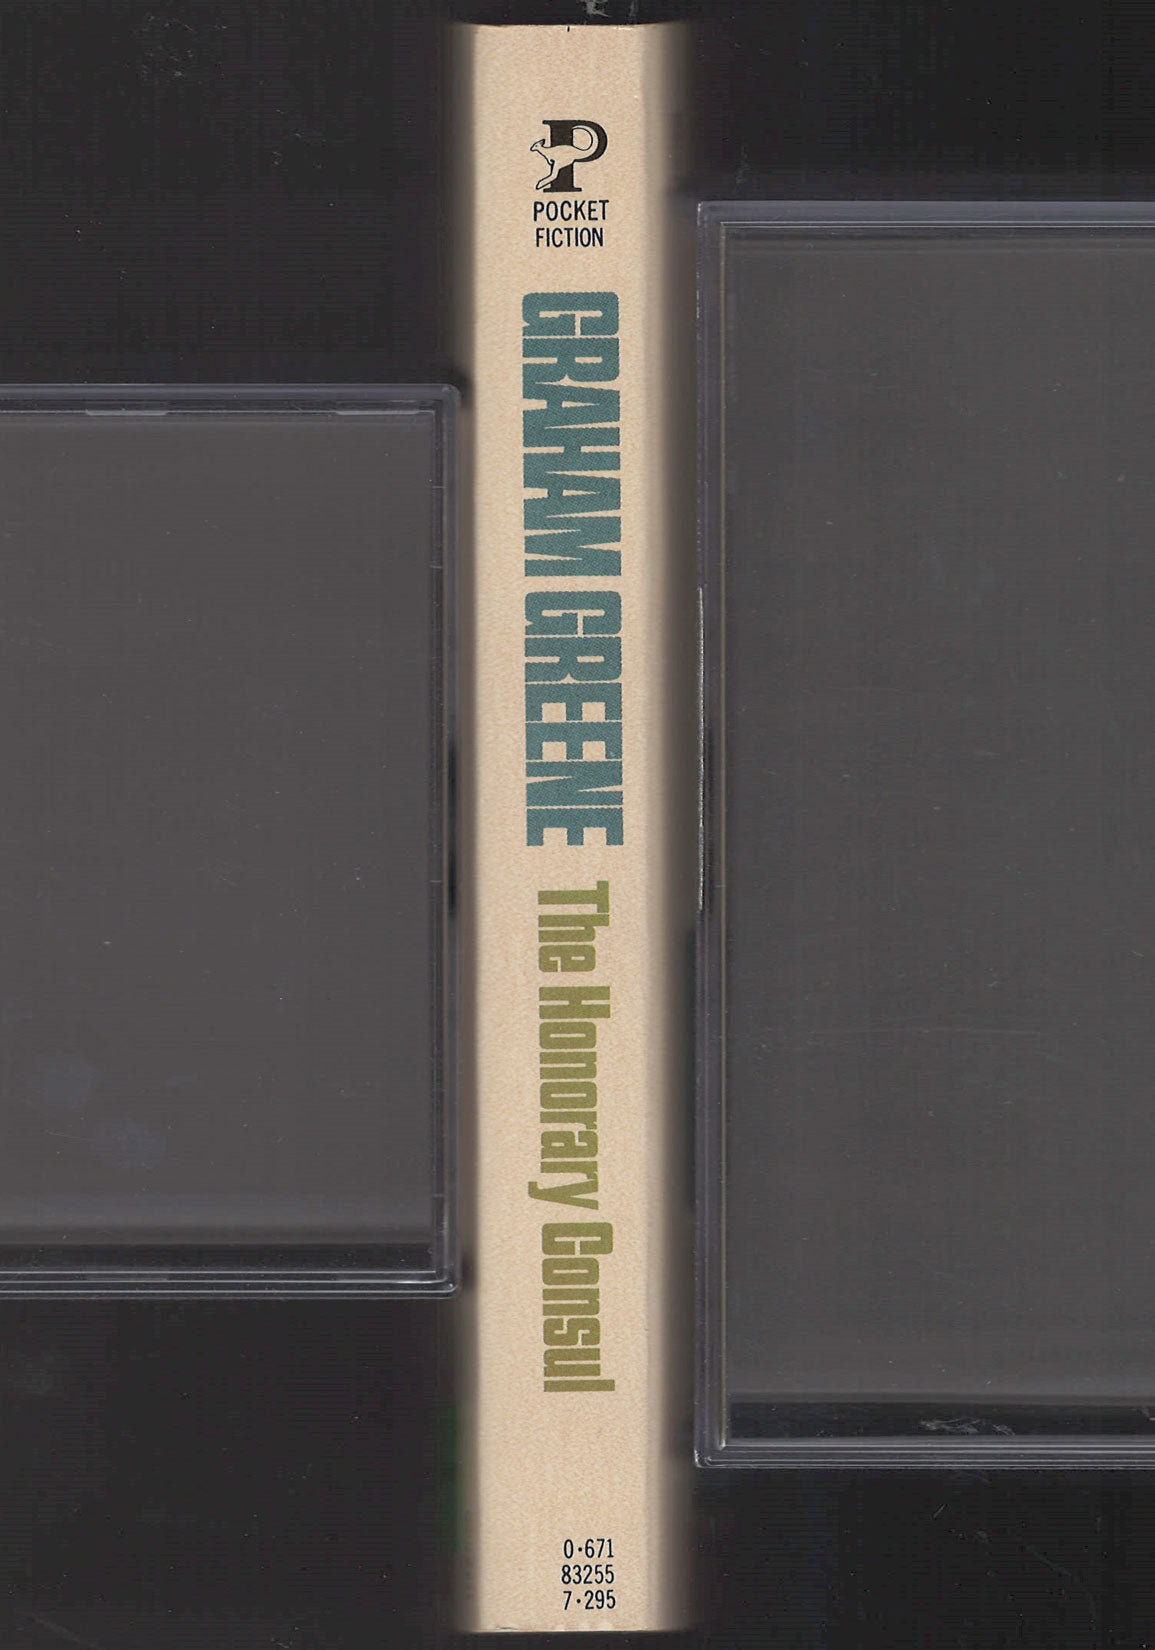 P
POCKET
FICTION
GRAHAM GREENE
The Honorary Consul
0·671
83255
7·295